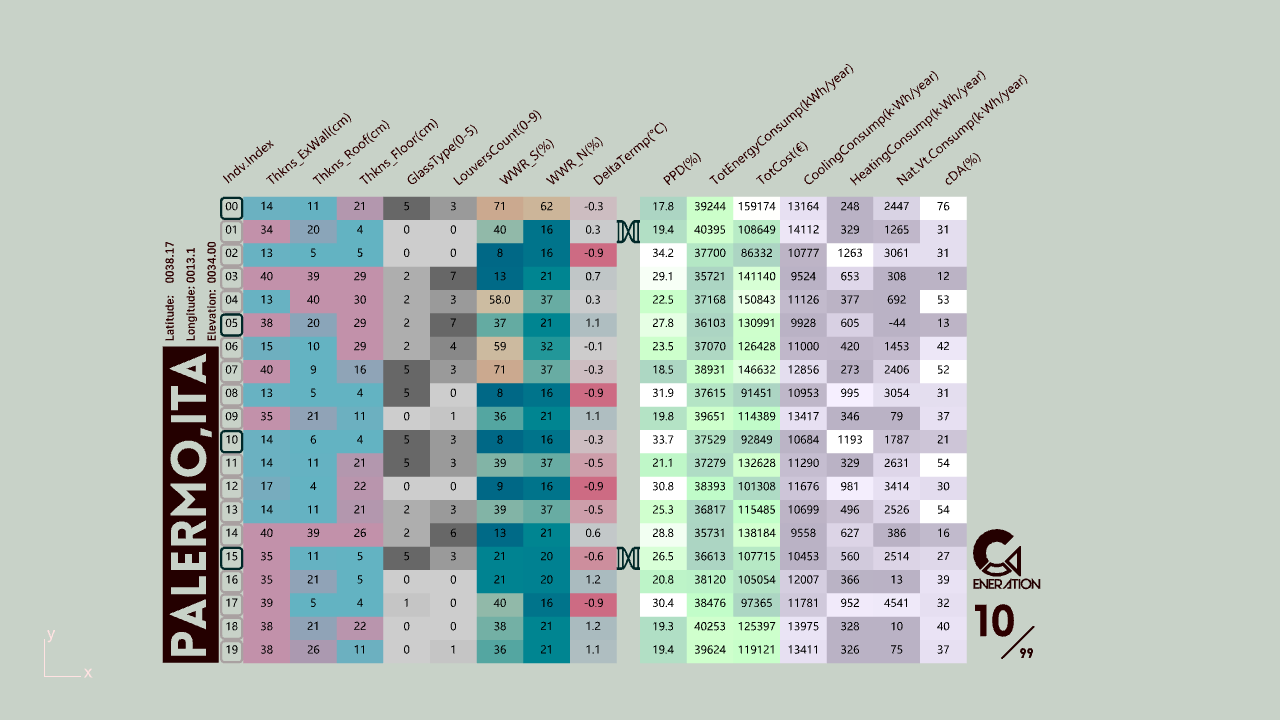 Indv.Index Thkns_ExWall(cm) Thkns_Roof(cm) Thkns_Floor(cm) GlassType(0-5) LouversCount(0-9) WWR_S(%) WWR_N(%) DeltaTermp(°C) PPD(%) TotEnergyConsump(kWh/year) TotCost(€) CoolingConsump(k·Wh/year) HeatingConsump(k·Wh/year) Nat.Vt.Consump(k·Wh/year) cDA(%)
00 14 11 21 5 3 71 62 -0.3 17.8 39244 159174 13164 248 2447 76
01 34 20 4 0 0 40 16 0.3 19.4 40395 108649 14112 329 1265 31
02 13 5 5 0 0 8 16 -0.9 34.2 37700 86332 10777 1263 3061 31
03 40 39 29 2 7 13 21 0.7 29.1 35721 141140 9524 653 308 12
04 13 40 30 2 3 58.0 37 0.3 22.5 37168 150843 11126 377 692 53
05 38 20 29 2 7 37 21 1.1 27.8 36103 130991 9928 605 -44 13
06 15 10 29 2 4 59 32 -0.1 23.5 37070 126428 11000 420 1453 42
07 40 9 16 5 3 71 37 -0.3 18.5 38931 146632 12856 273 2406 52
08 13 5 4 5 0 8 16 -0.9 31.9 37615 91451 10953 995 3054 31
09 35 21 11 0 1 36 21 1.1 19.8 39651 114389 13417 346 79 37
10 14 6 4 5 3 8 16 -0.3 33.7 37529 92849 10684 1193 1787 21
11 14 11 21 5 3 39 37 -0.5 21.1 37279 132628 11290 329 2631 54
12 17 4 22 0 0 9 16 -0.9 30.8 38393 101308 11676 981 3414 30
13 14 11 21 2 3 39 37 -0.5 25.3 36817 115485 10699 496 2526 54
14 40 39 26 2 6 13 21 0.6 28.8 35731 138184 9558 627 386 16
15 35 11 5 5 3 21 20 -0.6 26.5 36613 107715 10453 560 2514 27
16 35 21 5 0 0 21 20 1.2 20.8 38120 105054 12007 366 13 39
17 39 5 4 1 0 40 16 -0.9 30.4 38476 97365 11781 952 4541 32
18 38 21 22 0 0 38 21 1.2 19.3 40253 125397 13975 328 10 40
19 38 26 11 0 1 36 21 1.1 19.4 39624 119121 13411 326 75 37
Latitude: 0038.17
Longitude: 0013.1
Elevation: 0034.00
PALERMO,ITA
GENERATION
10/99
y
x